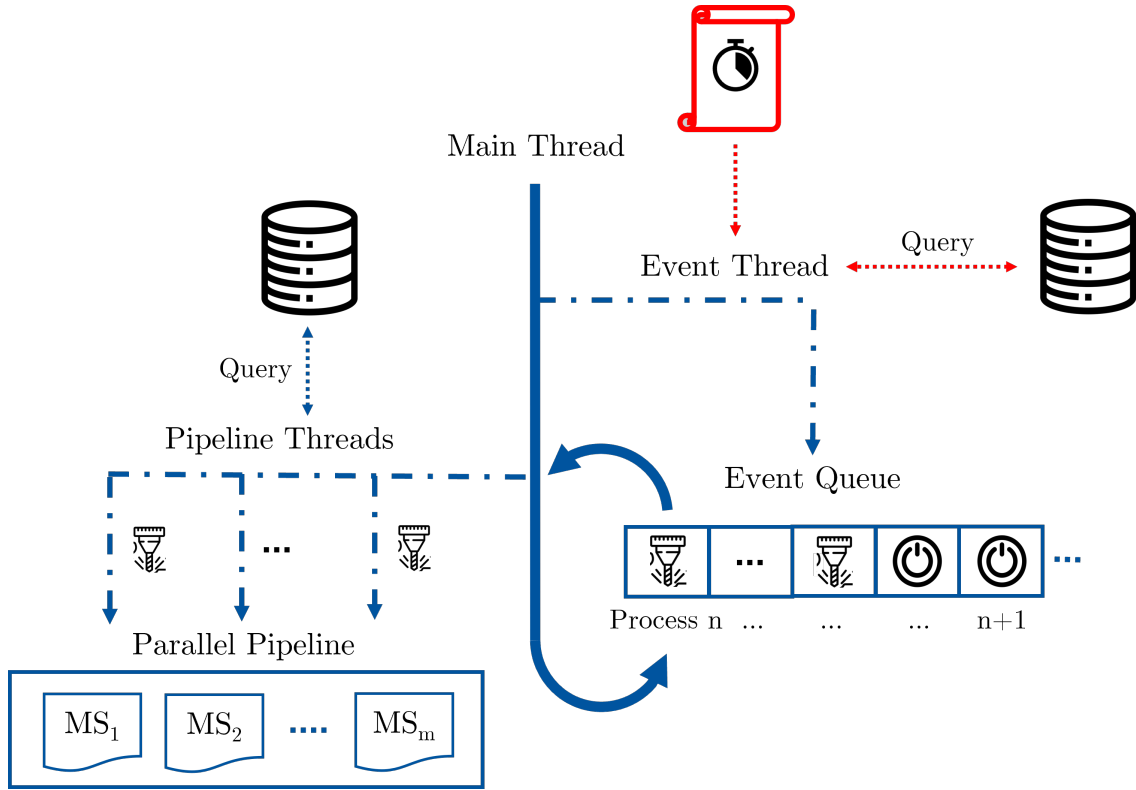 Main Thread
Query
Event Thread
Query
Pipeline Threads
Event Queue
...
...
...
Process n ... ... ... n+1
Parallel Pipeline
MS₁ MS₂ .... MSₘ